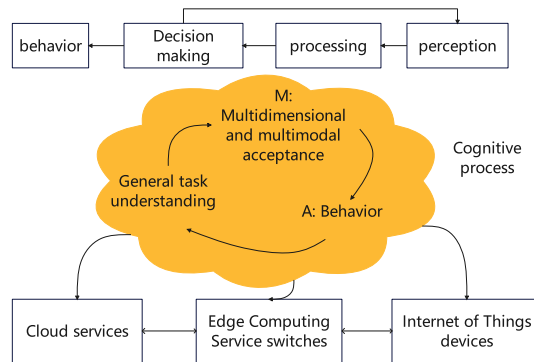 behavior
Decision
making
processing
perception
M:
Multidimensional
and multimodal
acceptance
General task
understanding
A: Behavior
Cognitive
process
Cloud services
Edge Computing
Service switches
Internet of Things
devices